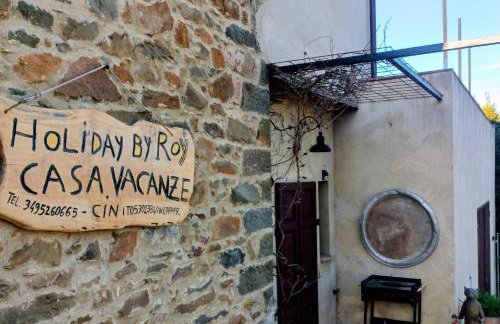 HOLiDAY BY ROY
CASA VACANZE
TEL. 3495260665 - CIN